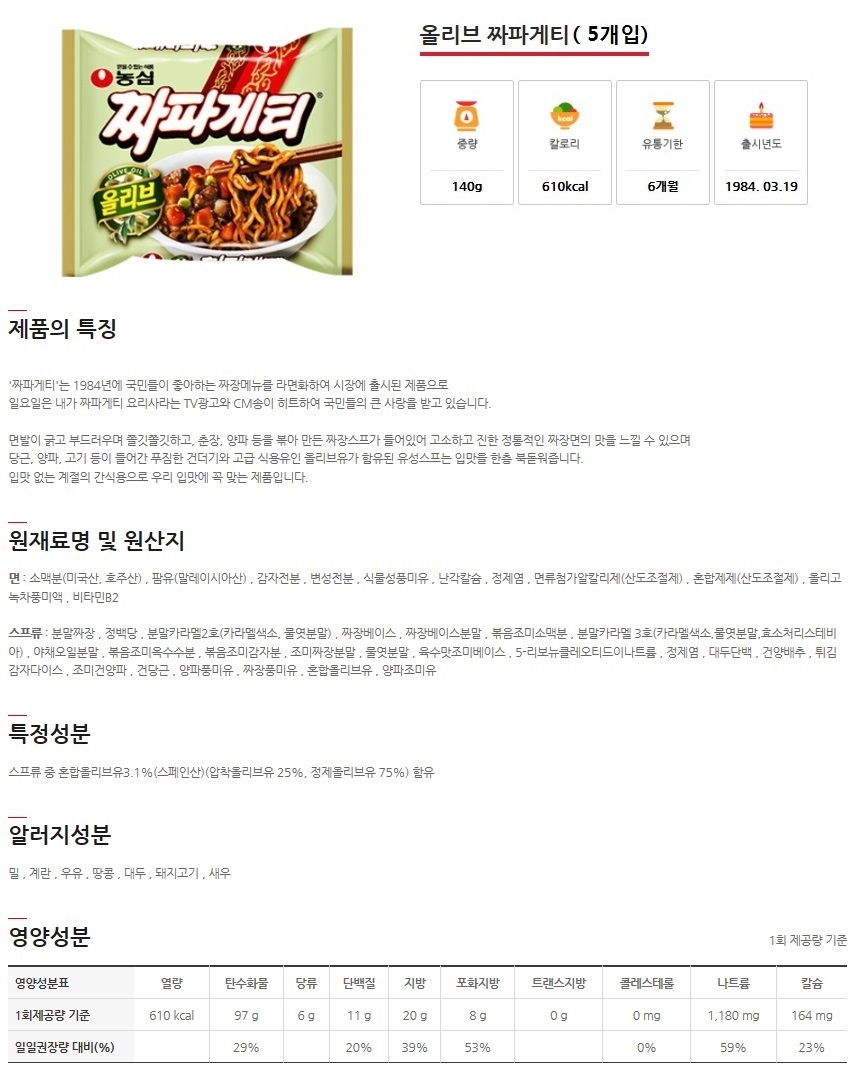 올리브 짜파게티( 5개입)
믿을 수 있는 식품
농심
짜파게티
OLIVE OIL
올리브
중량
칼로리
유통기한
출시년도
140g
610kcal
6개월
1984. 03.19
제품의 특징
'짜파게티'는 1984년에 국민들이 좋아하는 짜장메뉴를 라면화하여 시장에 출시된 제품으로
일요일은 내가 짜파게티 요리사라는 TV광고와 CM송이 히트하여 국민들의 큰 사랑을 받고 있습니다.
면발이 굵고 부드러우며 쫄깃쫄깃하고, 춘장, 양파 등을 볶아 만든 짜장스프가 들어있어 고소하고 진한 정통적인 짜장면의 맛을 느낄 수 있으며
당근, 양파, 고기 등이 들어간 푸짐한 건더기와 고급 식용유인 올리브유가 함유된 유성스프는 입맛을 한층 북돋워줍니다.
입맛 없는 계절의 간식용으로 우리 입맛에 꼭 맞는 제품입니다.
원재료명 및 원산지
면 : 소맥분(미국산, 호주산) , 팜유(말레이시아산) , 감자전분 , 변성전분 , 식물성풍미유 , 난각칼슘 , 정제염 , 면류첨가알칼리제(산도조절제) , 혼합제제(산도조절제) , 올리고
녹차풍미액 , 비타민B2
스프류 : 분말짜장 , 정백당 , 분말카라멜2호(카라멜색소, 물엿분말) , 짜장베이스 , 짜장베이스분말 , 볶음조미소맥분 , 분말카라멜 3호(카라멜색소,물엿분말,효소처리스테비
아) , 야채오일분말 , 볶음조미옥수수분 , 볶음조미감자분 , 조미짜장분말 , 물엿분말 , 육수맛조미베이스 , 5-리보뉴클레오티드이나트륨 , 정제염 , 대두단백 , 건양배추 , 튀김
감자다이스 , 조미건양파 , 건당근 , 양파풍미유 , 짜장풍미유 , 혼합올리브유 , 양파조미유
특정성분
스프류 중 혼합올리브유3.1%(스페인산)(압착올리브유 25%, 정제올리브유 75%) 함유
알러지성분
밀 , 계란 , 우유 , 땅콩 , 대두 , 돼지고기 , 새우
영양성분
1회 제공량 기준
영양성분표 열량 탄수화물 당류 단백질 지방 포화지방 트랜스지방 콜레스테롤 나트륨 칼슘
1회제공량 기준 610 kcal 97 g 6 g 11 g 20 g 8 g 0 g 0 mg 1,180 mg 164 mg
일일권장량 대비(%) 29% 20% 39% 53% 0% 59% 23%